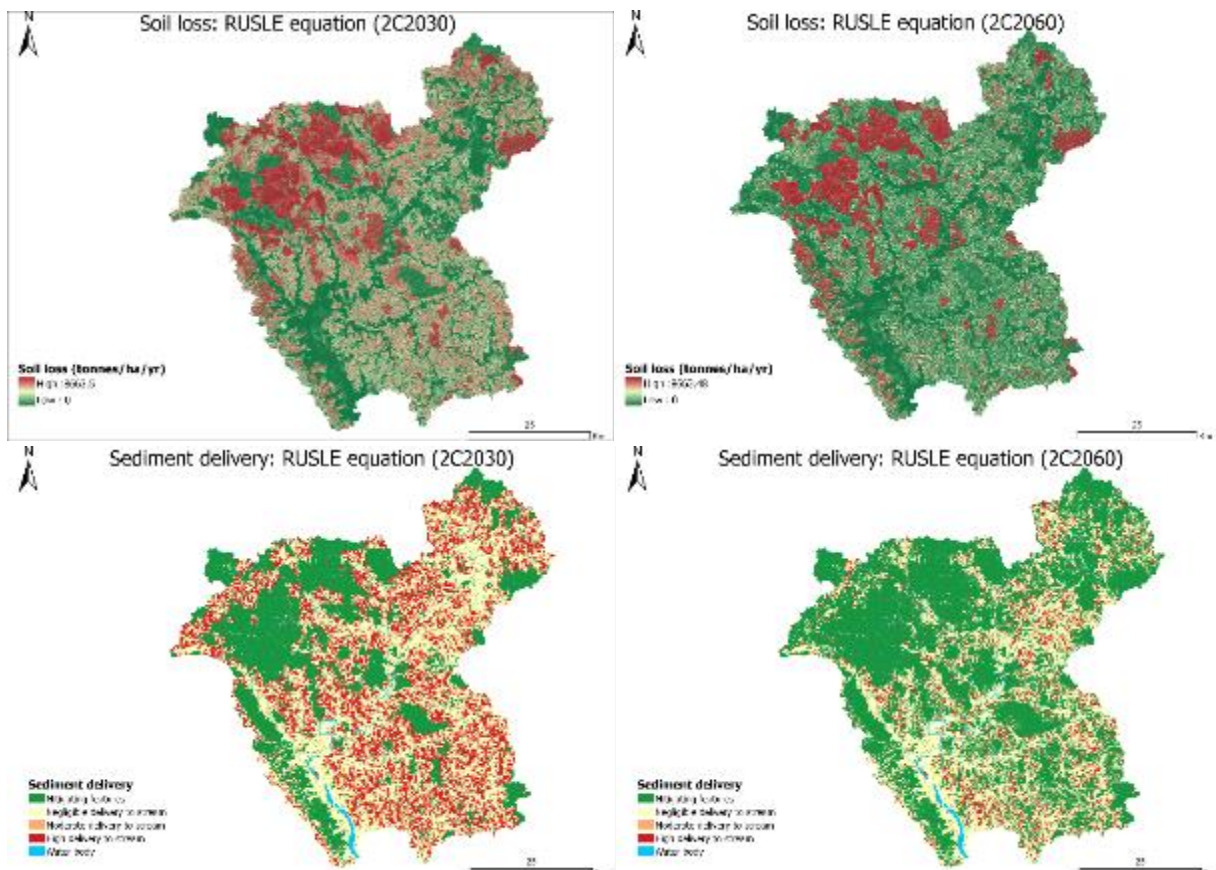 Soil loss: RUSLE equation (2C2030)
N
Soil loss (tonnes/ha/yr)
Low : 0
25
Km
Soil loss: RUSLE equation (2C2060)
N
Soil loss (tonnes/ha/yr)
Low : 0
25
Km
Sediment delivery: RUSLE equation (2C2030)
N
Sediment delivery
Mitigating features
Negligible delivery to stream
Moderate delivery to stream
High delivery to stream
Water body
25
Sediment delivery: RUSLE equation (2C2060)
N
Sediment delivery
Mitigating features
Negligible delivery to stream
Moderate delivery to stream
High delivery to stream
Water body
25